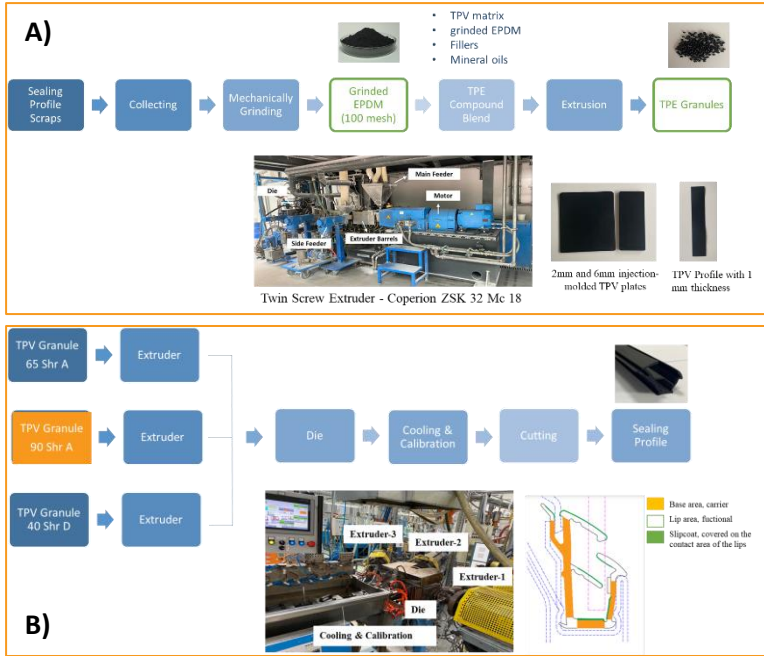 A)
• TPV matrix
• grinded EPDM
• Fillers
• Mineral oils
Sealing
Profile
Scraps
Collecting
Mechanically
Grinding
Grinded
EPDM
(100 mesh)
TPE
Compound
Blend
Extrusion
TPE Granules
Main Feeder
Die
Motor
Side Feeder
Extruder Barrels
Twin Screw Extruder - Coperion ZSK 32 Mc 18
2mm and 6mm injection-
molded TPV plates
TPV Profile with 1
mm thickness
TPV Granule
65 Shr A
Extruder
TPV Granule
90 Shr A
Extruder
TPV Granule
40 Shr D
Extruder
Die
Cooling &
Calibration
Cutting
Sealing
Profile
Extruder-3
Extruder-2
Extruder-1
Die
Cooling & Calibration
Base area, carrier
Lip area, fuctional
Slipcoat, covered on the
contact area of the lips
B)